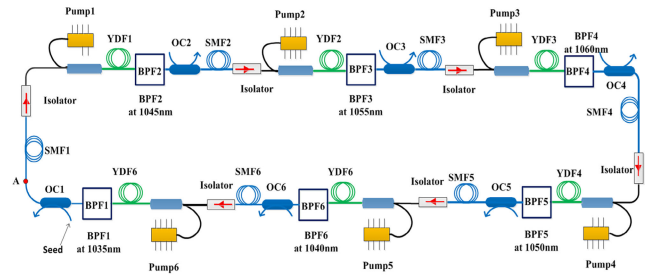 Pump1
YDF1
OC2
BPF2
SMF2
BPF2
at 1045nm
Isolator
Pump2
YDF2
OC3
BPF3
SMF3
BPF3
at 1055nm
Isolator
Pump3
YDF3
BPF4
at 1060nm
BPF4
OC4
SMF4
Isolator
Isolator
SMF1
A
OC1
Seed
BPF1
BPF1
at 1035nm
YDF6
Pump6
Isolator
SMF6
OC6
BPF6
BPF6
at 1040nm
YDF6
Pump5
Isolator
SMF5
OC5
BPF5
BPF5
at 1050nm
YDF4
Pump4